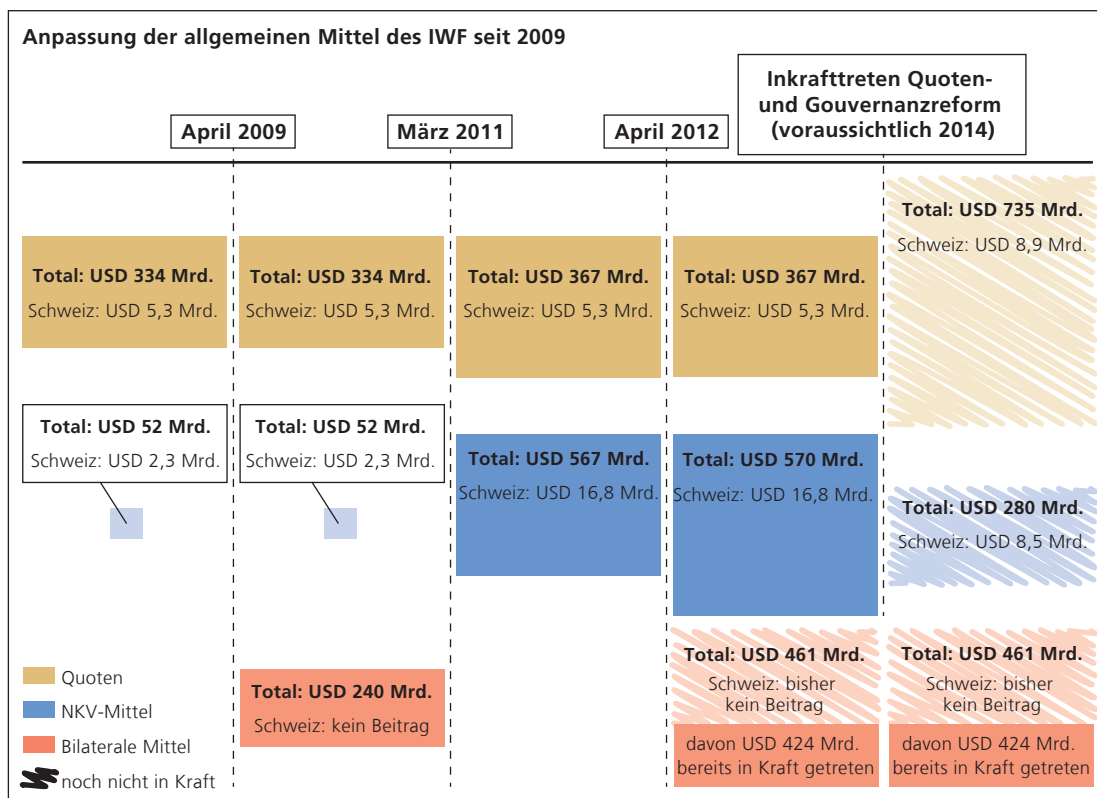 Anpassung der allgemeinen Mittel des IWF seit 2009
April 2009
März 2011
April 2012
Inkrafttreten Quoten-
und Gouvernanzreform
(voraussichtlich 2014)
Total: USD 334 Mrd.
Schweiz: USD 5,3 Mrd.
Total: USD 334 Mrd.
Schweiz: USD 5,3 Mrd.
Total: USD 367 Mrd.
Schweiz: USD 5,3 Mrd.
Total: USD 367 Mrd.
Schweiz: USD 5,3 Mrd.
Total: USD 735 Mrd.
Schweiz: USD 8,9 Mrd.
Total: USD 52 Mrd.
Schweiz: USD 2,3 Mrd.
Total: USD 52 Mrd.
Schweiz: USD 2,3 Mrd.
Total: USD 567 Mrd.
Schweiz: USD 16,8 Mrd.
Total: USD 570 Mrd.
Schweiz: USD 16,8 Mrd.
Total: USD 280 Mrd.
Schweiz: USD 8,5 Mrd.
Total: USD 240 Mrd.
Schweiz: kein Beitrag
Total: USD 461 Mrd.
Schweiz: bisher
kein Beitrag
davon USD 424 Mrd.
bereits in Kraft getreten
Total: USD 461 Mrd.
Schweiz: bisher
kein Beitrag
davon USD 424 Mrd.
bereits in Kraft getreten
Quoten
NKV-Mittel
Bilaterale Mittel
noch nicht in Kraft